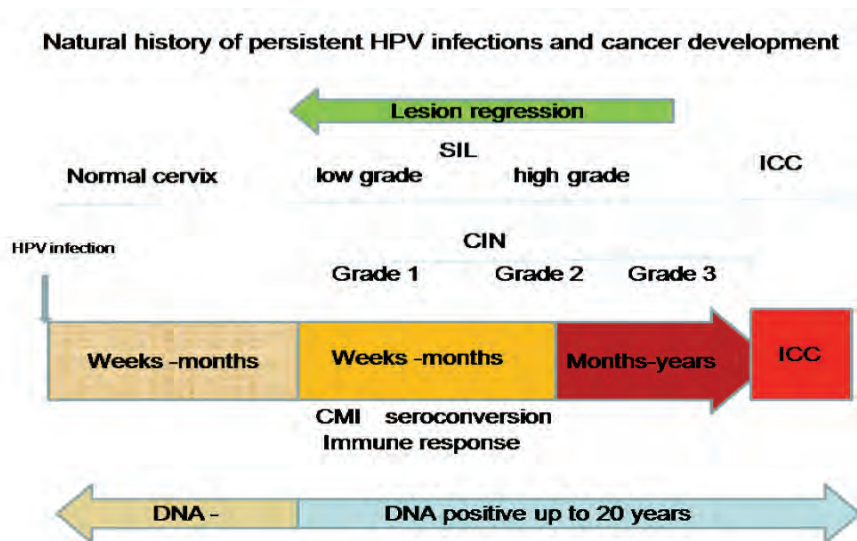 Natural history of persistent HPV infections and cancer development
Lesion regression
SIL
Normal cervix low grade high grade ICC
HPV infection
CIN
Grade 1 Grade 2 Grade 3
Weeks -months Weeks -months Months-years ICC
CMI seroconversion
Immune response
DNA - DNA positive up to 20 years